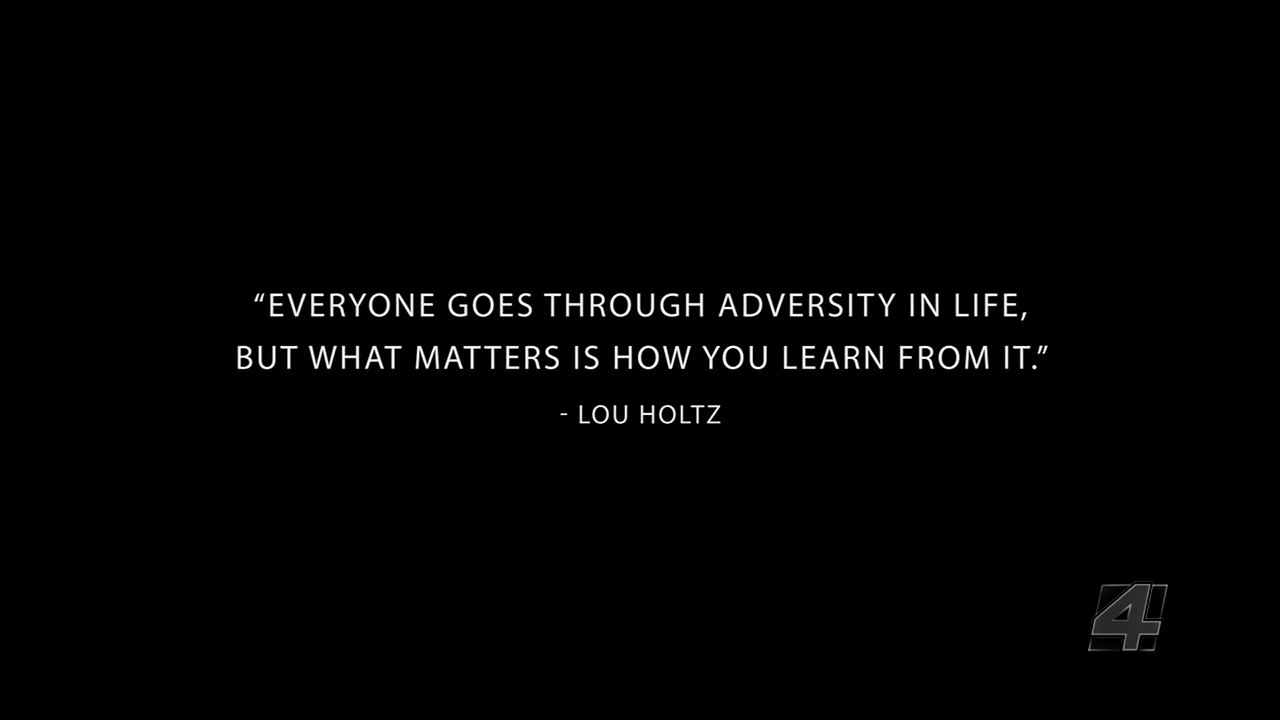 “EVERYONE GOES THROUGH ADVERSITY IN LIFE,
BUT WHAT MATTERS IS HOW YOU LEARN FROM IT.”
- LOU HOLTZ
4